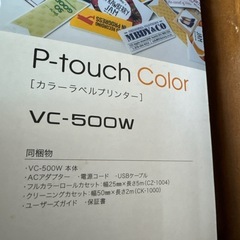 MBDY&CO
P-touch Color
[カラーラベルプリンター]
VC-500W
同梱物
・VC-500W 本体
・ACアダプター ・電源コード ・USBケーブル
・フルカラーロールカセット:幅25mm×長さ5m(CZ-1004)
・クリーニングカセット:幅50mm×長さ2m(CK-1000)
・ユーザーズガイド ・保証書